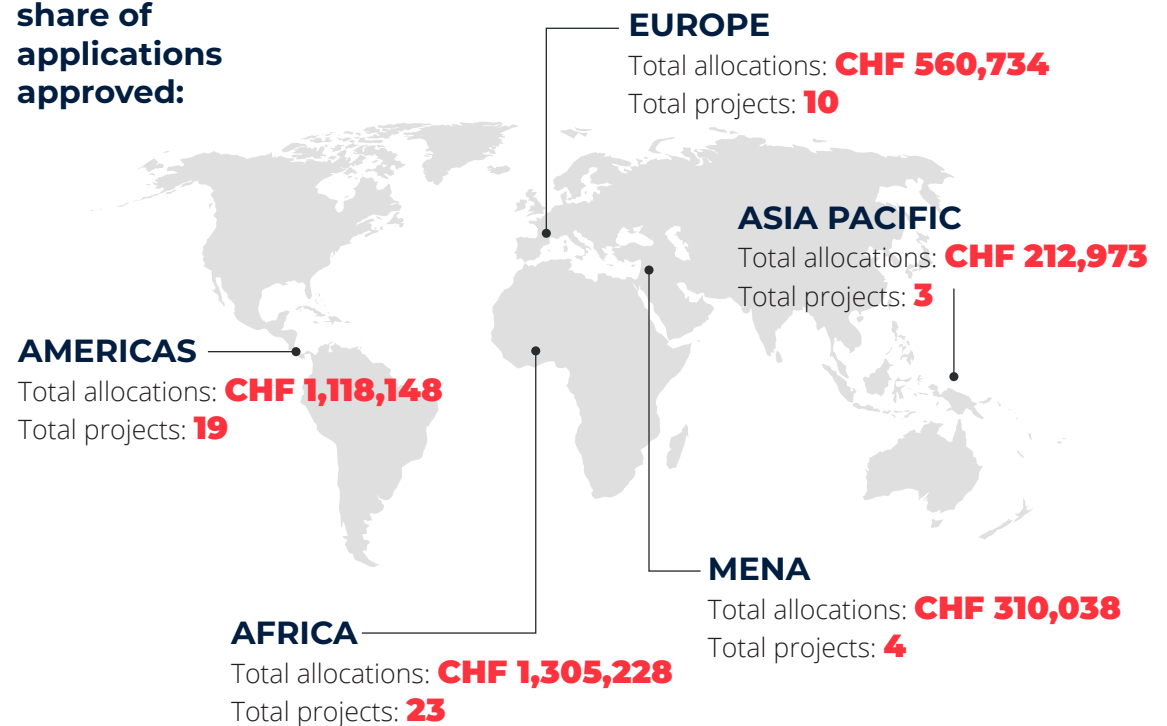 share of
applications
approved:
EUROPE
Total allocations: CHF 560,734
Total projects: 10
ASIA PACIFIC
Total allocations: CHF 212,973
Total projects: 3
AMERICAS
Total allocations: CHF 1,118,148
Total projects: 19
MENA
Total allocations: CHF 310,038
Total projects: 4
AFRICA
Total allocations: CHF 1,305,228
Total projects: 23